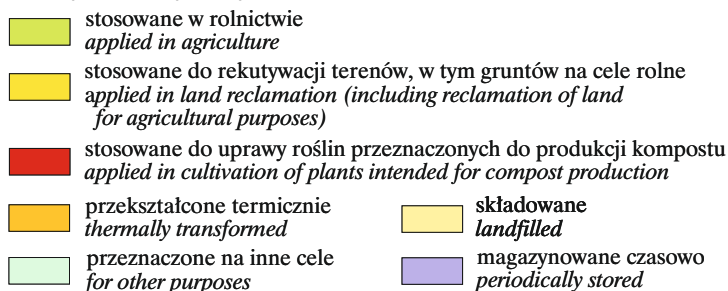 stosowane w rolnictwie
applied in agriculture
stosowane do rekutywacji terenów, w tym gruntów na cele rolne
applied in land reclamation (including reclamation of land
for agricultural purposes)
stosowane do uprawy roślin przeznaczonych do produkcji kompostu
applied in cultivation of plants intended for compost production
przekształcone termicznie
thermally transformed
składowane
landfilled
przeznaczone na inne cele
for other purposes
magazynowane czasowo
periodically stored